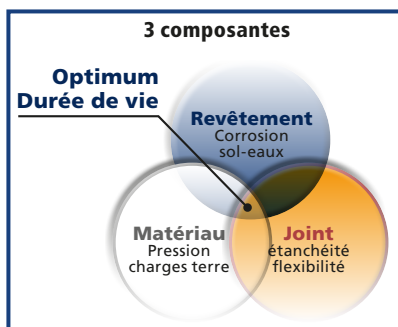 3 composantes
Optimum
Durée de vie
Revêtement
Corrosion
sol-eaux
Matériau
Pression
charges terre
Joint
étanchéité
flexibilité